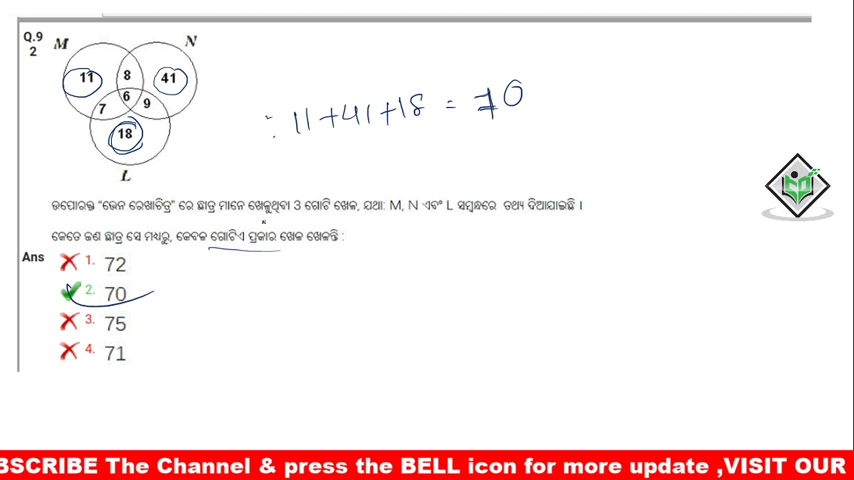 Q.9
2
M
N
11
8
41
6
7
9
18
L
∴ 11 + 41 + 18 = 70
ଉପୋରକ୍ତ “ଭେନ ରେଖାଚିତ୍ର” ରେ ଛାତ୍ର ମାନେ ଖେଳୁଥିବା 3 ଗୋଟି ଖେଳ, ଯଥା: M, N ଏବଂ L ସମ୍ବନ୍ଧରେ ତଥ୍ୟ ଦିଆଯାଇଛି ।
କେତେ ଜଣ ଛାତ୍ର ସେ ମଧ୍ୟରୁ, କେବଳ ଗୋଟିଏ ପ୍ରକାର ଖେଳ ଖେଳନ୍ତି :
Ans
1. 72
2. 70
3. 75
4. 71
BSCRIBE The Channel & press the BELL icon for more update ,VISIT OUR